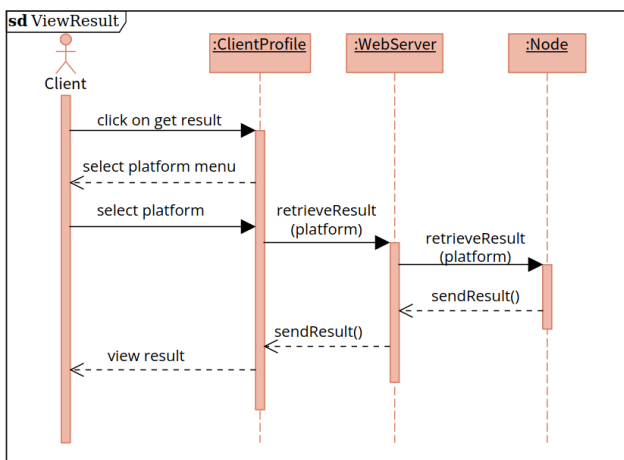 sd ViewResult
Client
:ClientProfile
:WebServer
:Node
click on get result
select platform menu
select platform
retrieveResult
(platform)
retrieveResult
(platform)
sendResult()
sendResult()
view result